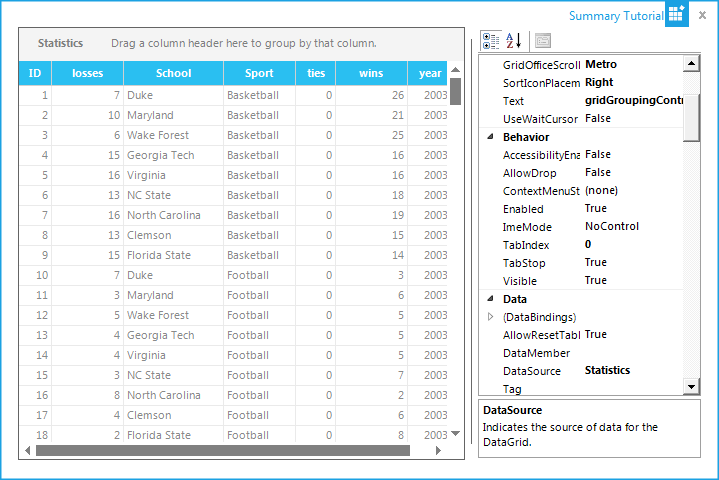 Summary Tutorial
Statistics Drag a column header here to group by that column.
ID losses School Sport ties wins year
1 7 Duke Basketball 0 26 2003
2 10 Maryland Basketball 0 21 2003
3 6 Wake Forest Basketball 0 25 2003
4 15 Georgia Tech Basketball 0 16 2003
5 16 Virginia Basketball 0 16 2003
6 13 NC State Basketball 0 18 2003
7 16 North Carolina Basketball 0 19 2003
8 13 Clemson Basketball 0 15 2003
9 15 Florida State Basketball 0 14 2003
10 7 Duke Football 0 3 2003
11 3 Maryland Football 0 6 2003
12 5 Wake Forest Football 0 5 2003
13 4 Georgia Tech Football 0 5 2003
14 4 Virginia Football 0 5 2003
15 3 NC State Football 0 7 2003
16 8 North Carolina Football 0 2 2003
17 4 Clemson Football 0 6 2003
18 2 Florida State Football 0 8 2003
GridOfficeScroll Metro
SortIconPlacem Right
Text gridGroupingContr
UseWaitCursor False
Behavior
AccessibilityEna False
AllowDrop False
ContextMenuSt (none)
Enabled True
ImeMode NoControl
TabIndex 0
TabStop True
Visible True
Data
(DataBindings)
AllowResetTabl True
DataMember
DataSource Statistics
Tag
DataSource
Indicates the source of data for the
DataGrid.